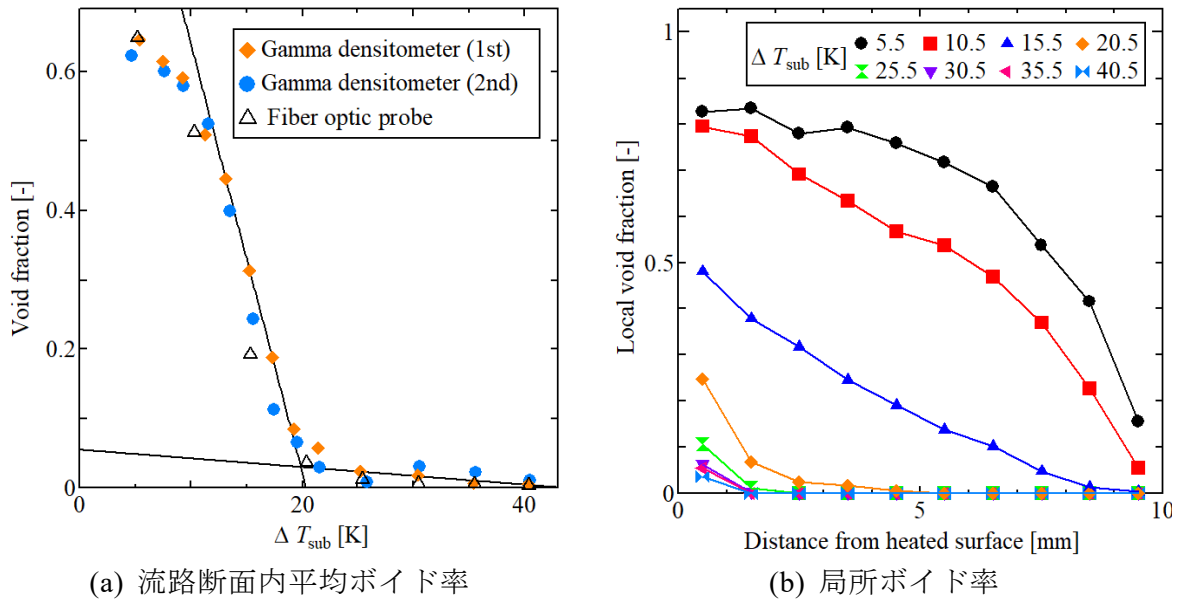 0.6
0.4
0.2
0
Void fraction [-]
Gamma densitometer (1st)
Gamma densitometer (2nd)
Fiber optic probe
0
20
40
Δ Tsub [K]
(a) 流路断面内平均ボイド率
1
0.5
0
Local void fraction [-]
Δ Tsub [K]
5.5 10.5 15.5 20.5
25.5 30.5 35.5 40.5
0
5
10
Distance from heated surface [mm]
(b) 局所ボイド率